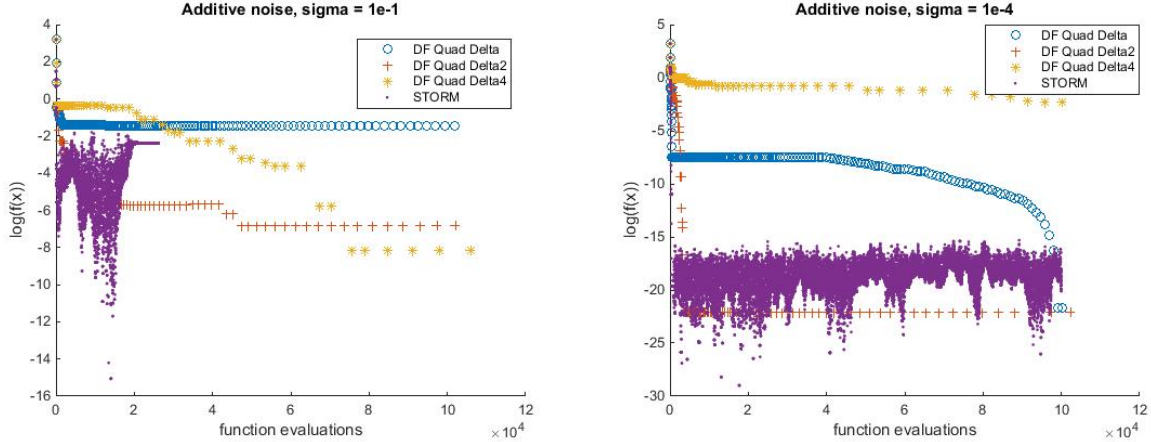 Additive noise, sigma = 1e-1
4
2
0
-2
-4
-6
-8
-10
-12
-14
-16
log(f(x))
DF Quad Delta
DF Quad Delta2
DF Quad Delta4
STORM
0
2
4
6
8
10
12
function evaluations
× 10^4
Additive noise, sigma = 1e-4
5
0
-5
-10
-15
-20
-25
-30
log(f(x))
DF Quad Delta
DF Quad Delta2
DF Quad Delta4
STORM
0
2
4
6
8
10
12
function evaluations
× 10^4